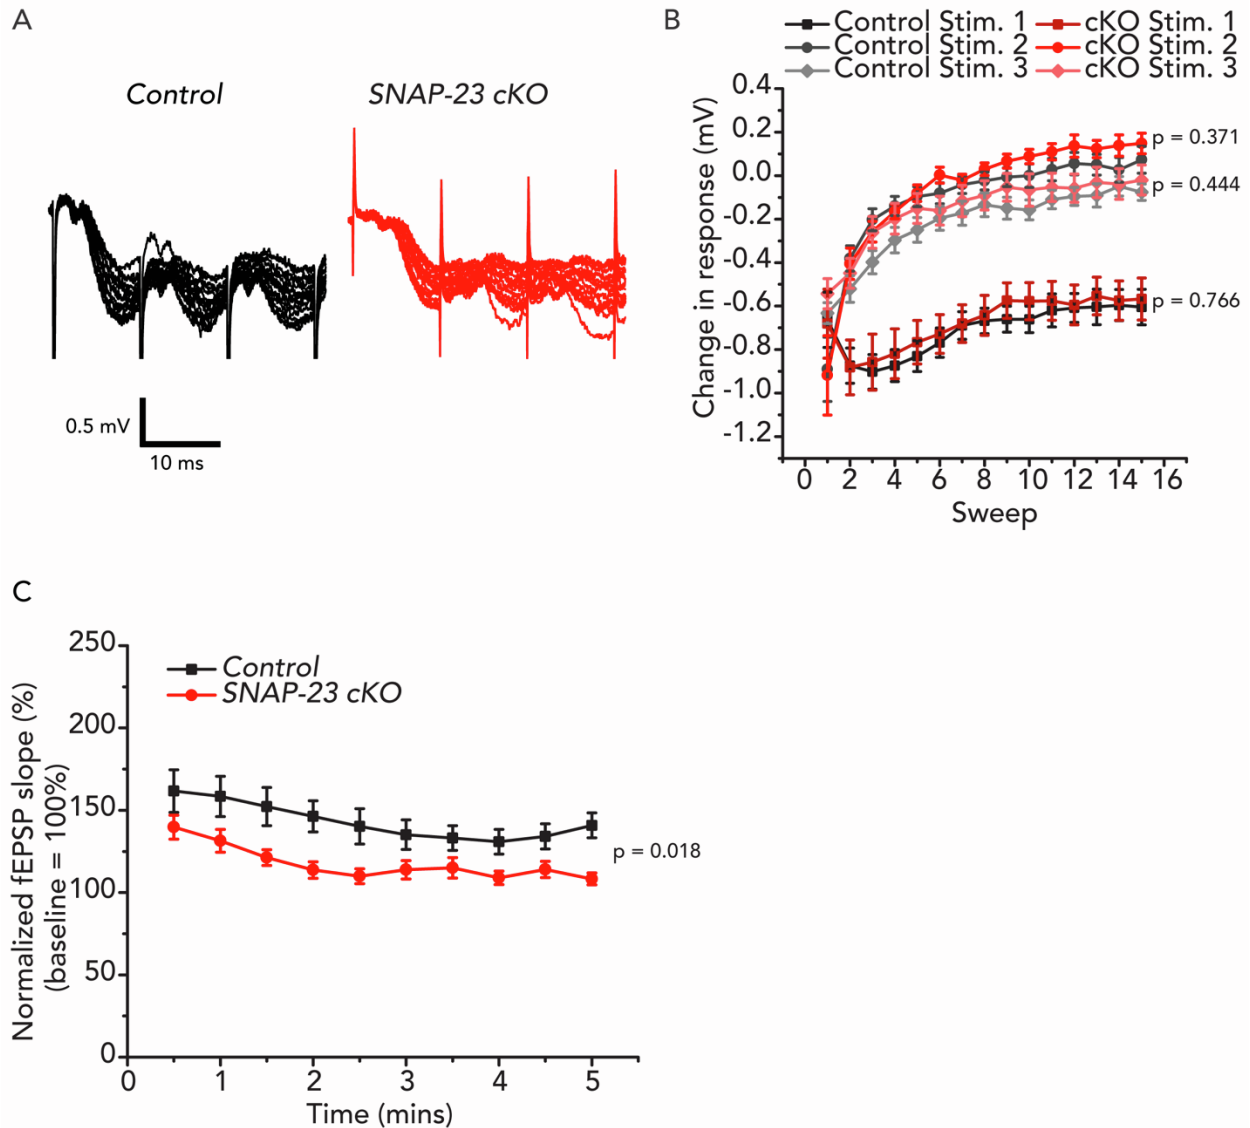 A
Control
SNAP-23 cKO
0.5 mV
10 ms
B
Control Stim. 1
cKO Stim. 1
Control Stim. 2
cKO Stim. 2
Control Stim. 3
cKO Stim. 3
Change in response (mV)
0.4
0.2
0.0
-0.2
-0.4
-0.6
-0.8
-1.0
-1.2
p = 0.371
p = 0.444
p = 0.766
0 2 4 6 8 10 12 14 16
Sweep
C
Normalized fEPSP slope (%)
(baseline = 100%)
250
200
150
100
50
0
Control
SNAP-23 cKO
p = 0.018
0 1 2 3 4 5
Time (mins)